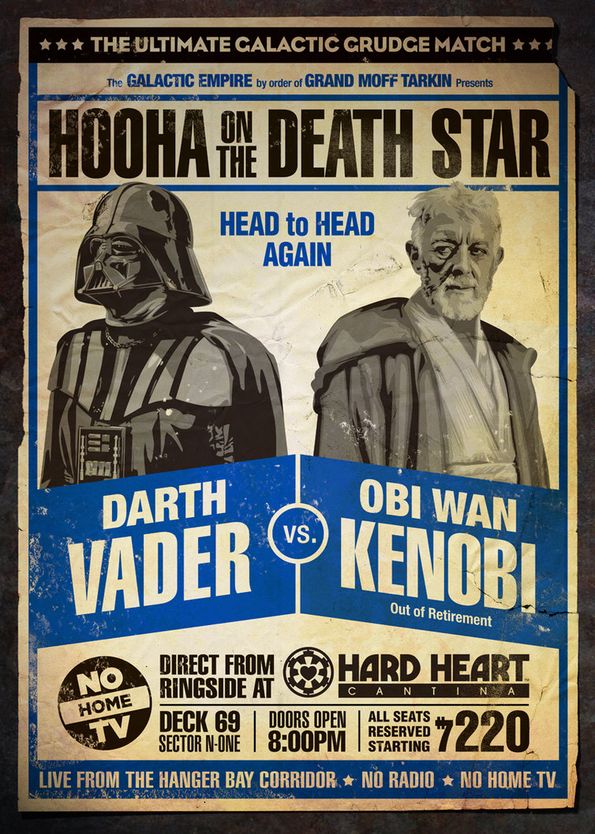 ★★★ THE ULTIMATE GALACTIC GRUDGE MATCH ★★★
The GALACTIC EMPIRE by order of GRAND MOFF TARKIN Presents
HOOHA ON THE DEATH STAR
HEAD to HEAD
AGAIN
DARTH
VADER
VS.
OBI WAN
KENOBI
Out of Retirement
NO
HOME
TV
DIRECT FROM
RINGSIDE AT
HARD HEART
CANTINA
DECK 69
SECTOR N-ONE
DOORS OPEN
8:00PM
ALL SEATS
RESERVED
STARTING
7220
LIVE FROM THE HANGER BAY CORRIDOR ★ NO RADIO ★ NO HOME TV